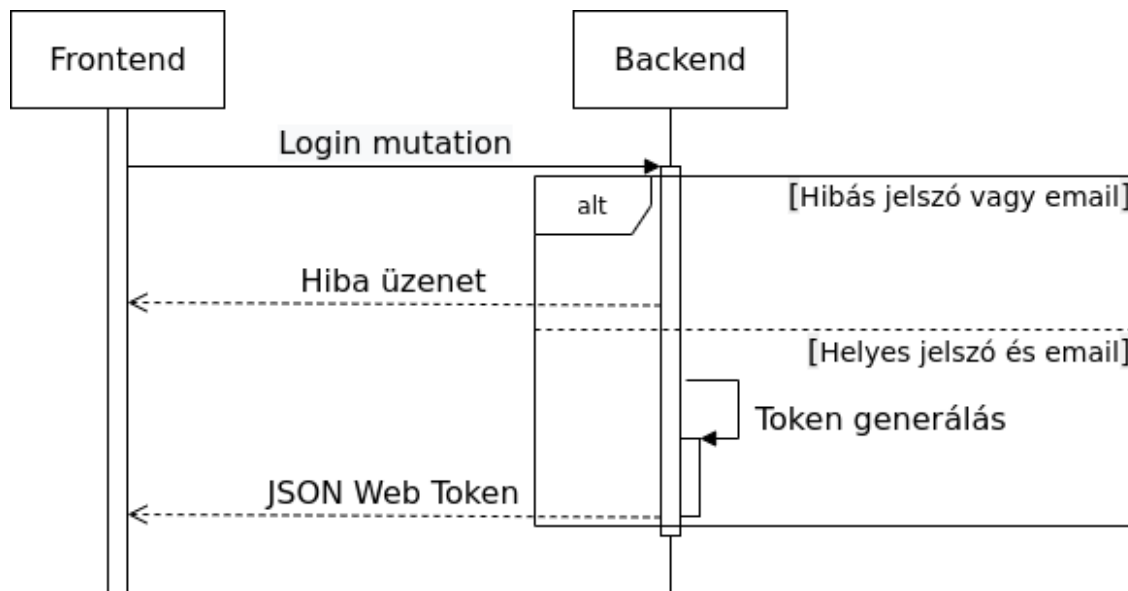 Frontend
Backend
Login mutation
alt
[Hibás jelszó vagy email]
Hiba üzenet
[Helyes jelszó és email]
Token generálás
JSON Web Token